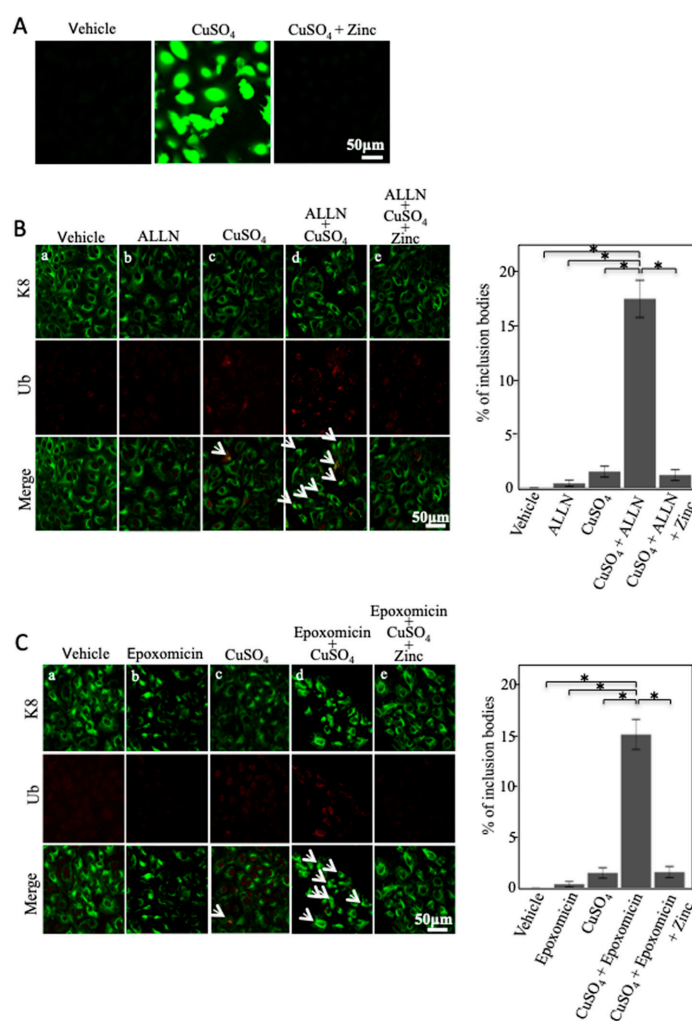 A
Vehicle
CuSO₄
CuSO₄ + Zinc
50µm
B
Vehicle
ALLN
CuSO₄
ALLN
+
CuSO₄
ALLN
+
CuSO₄
+
Zinc
a
b
c
d
e
K8
Ub
Merge
50µm
% of inclusion bodies
20
15
10
5
0
* * * *
Vehicle
ALLN
CuSO₄
CuSO₄ + ALLN
CuSO₄ + ALLN
+ Zinc
C
Vehicle
Epoxomicin
CuSO₄
Epoxomicin
+
CuSO₄
Epoxomicin
+
CuSO₄
+
Zinc
a
b
c
d
e
K8
Ub
Merge
50µm
% of inclusion bodies
20
15
10
5
0
* * * *
Vehicle
Epoxomicin
CuSO₄
CuSO₄ + Epoxomicin
CuSO₄ + Epoxomicin
+ Zinc